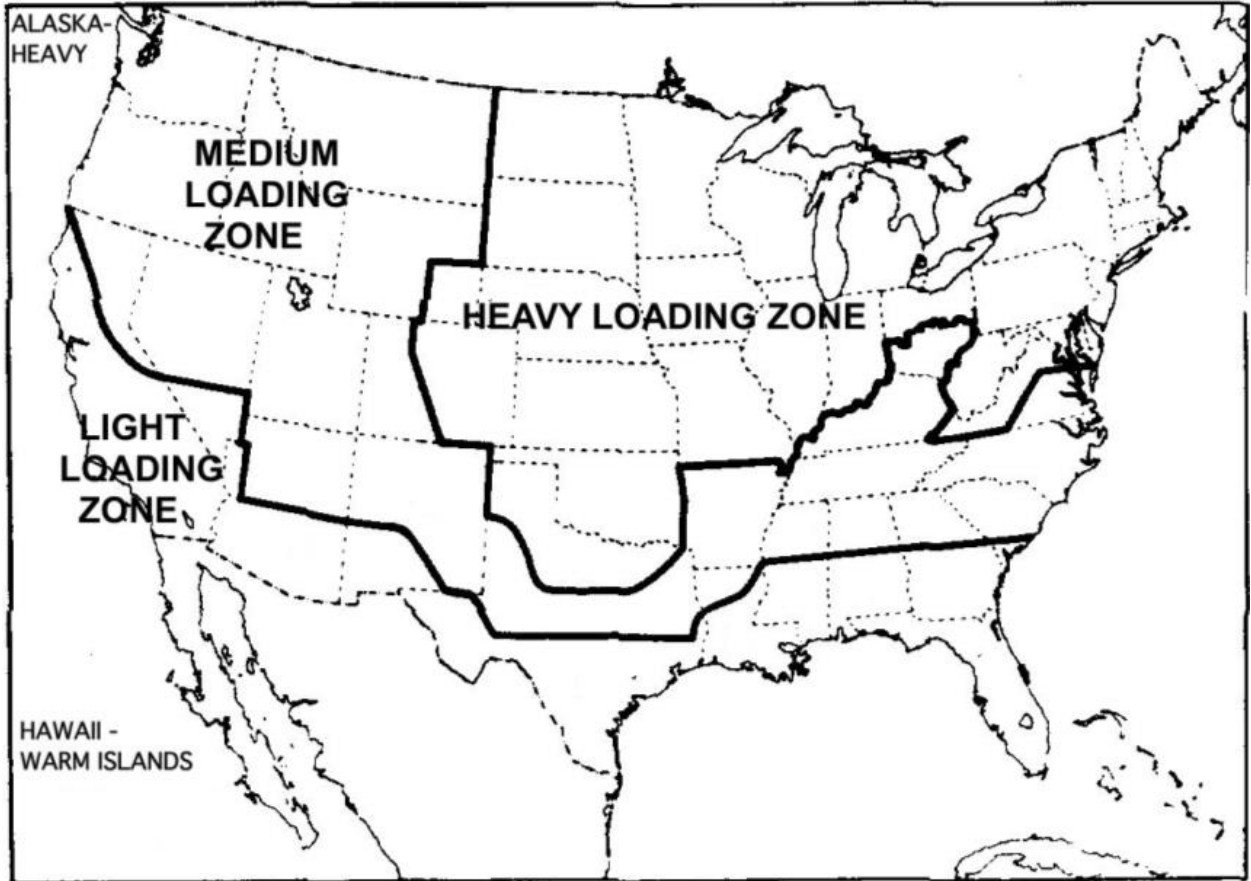 ALASKA-
HEAVY
MEDIUM
LOADING
ZONE
HEAVY LOADING ZONE
LIGHT
LOADING
ZONE
HAWAII -
WARM ISLANDS